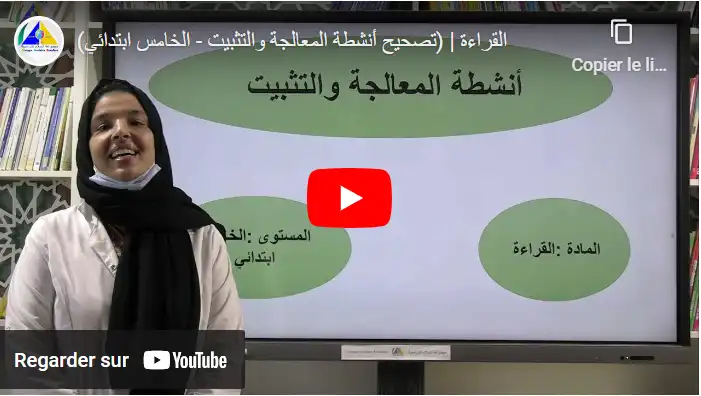 القراءة | (تصحيح أنشطة المعالجة والتثبيت - الخامس ابتدائي)
Copier le li...
أنشطة المعالجة والتثبيت
المادة :القراءة
المستوى :الخا
ابتدائي
Regarder sur YouTube